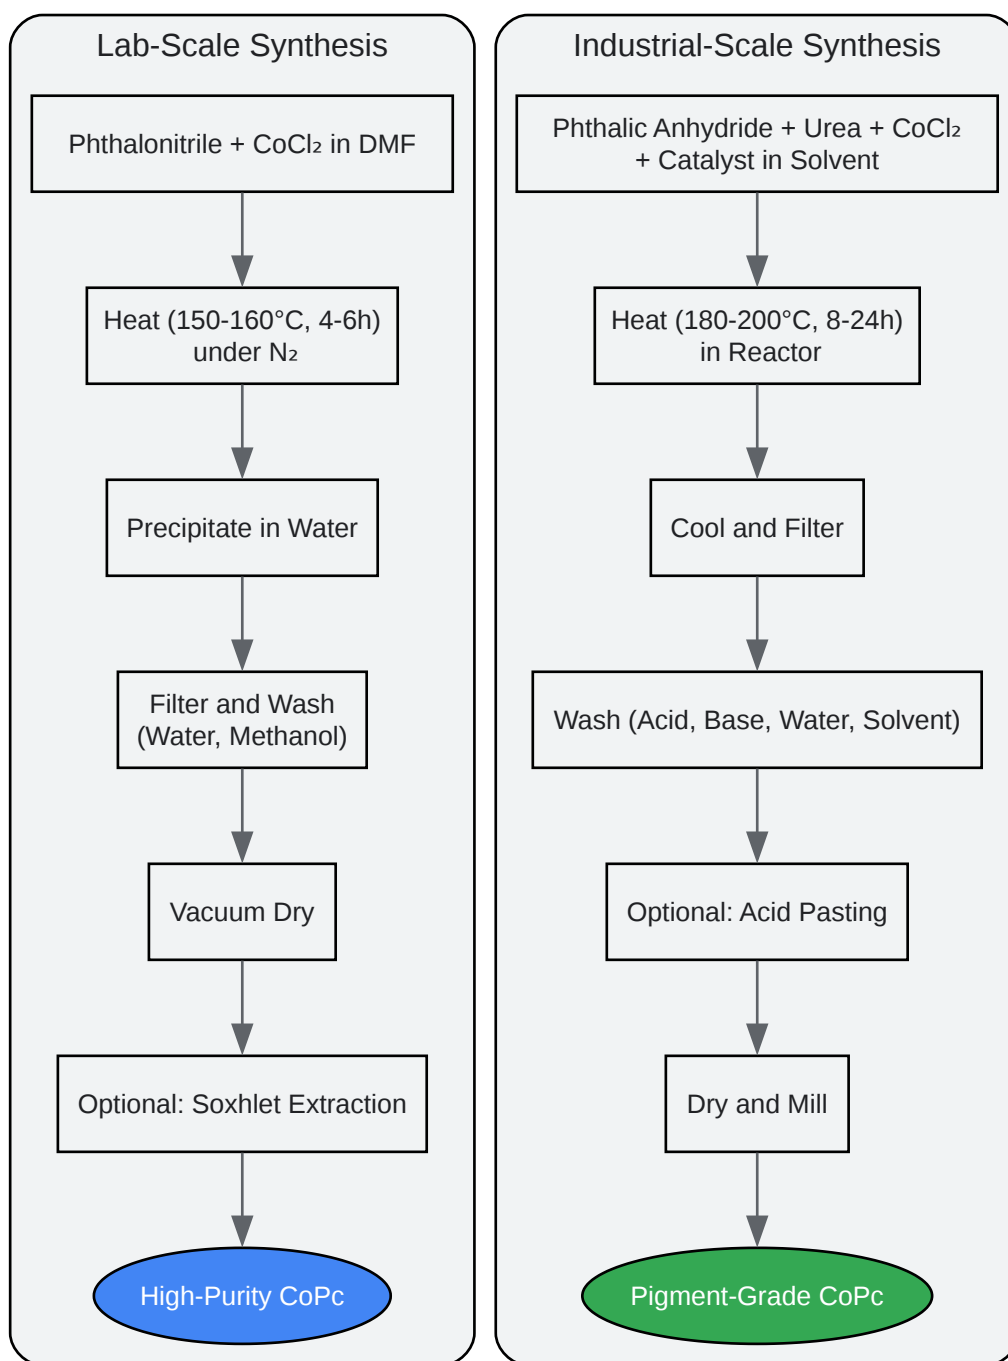 Lab-Scale Synthesis
Phthalonitrile + CoCl₂ in DMF
Heat (150-160°C, 4-6h)
under N₂
Precipitate in Water
Filter and Wash
(Water, Methanol)
Vacuum Dry
Optional: Soxhlet Extraction
High-Purity CoPc
Industrial-Scale Synthesis
Phthalic Anhydride + Urea + CoCl₂
+ Catalyst in Solvent
Heat (180-200°C, 8-24h)
in Reactor
Cool and Filter
Wash (Acid, Base, Water, Solvent)
Optional: Acid Pasting
Dry and Mill
Pigment-Grade CoPc